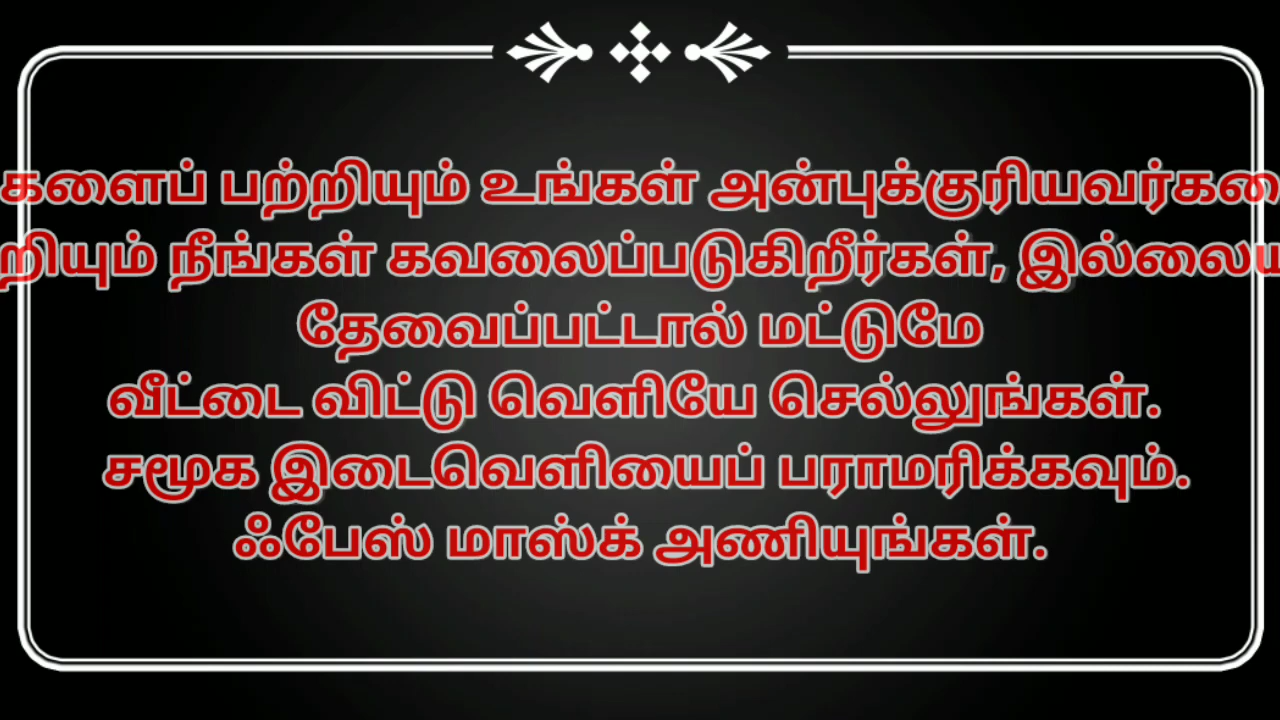 களைப் பற்றியும் உங்கள் அன்புக்குரியவர்களை
றியும் நீங்கள் கவலைப்படுகிறீர்கள், இல்லைய
தேவைப்பட்டால் மட்டுமே
வீட்டை விட்டு வெளியே செல்லுங்கள்.
சமூக இடைவெளியைப் பராமரிக்கவும்.
ஃபேஸ் மாஸ்க் அணியுங்கள்.